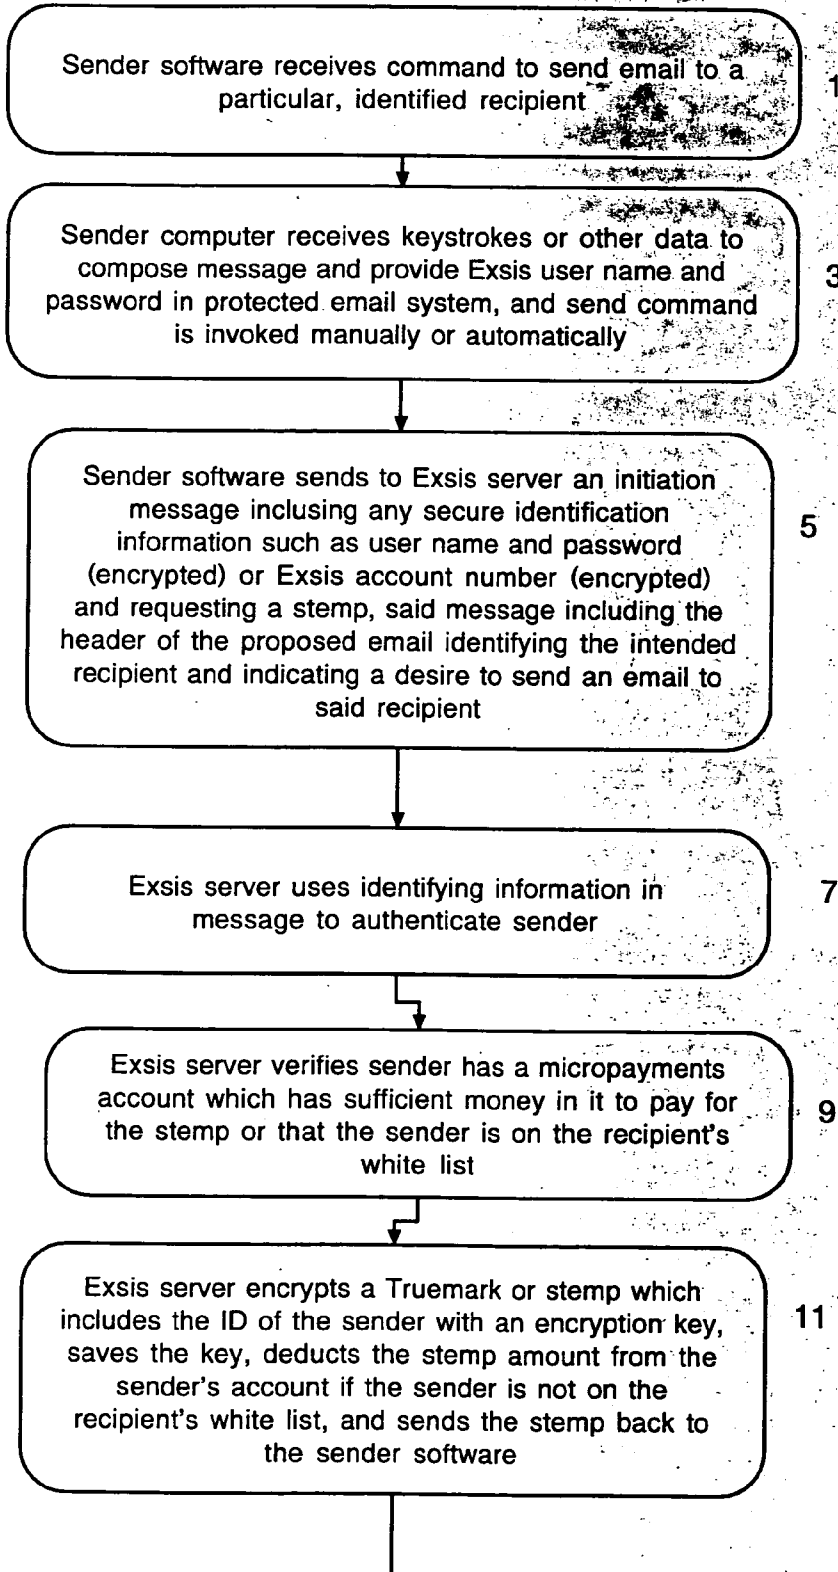 Sender software receives command to send email to a
particular, identified recipient
1
Sender computer receives keystrokes or other data to
compose message and provide Exsis user name and
password in protected email system, and send command
is invoked manually or automatically
3
Sender software sends to Exsis server an initiation
message inclusing any secure identification
information such as user name and password
(encrypted) or Exsis account number (encrypted)
and requesting a stemp, said message including the
header of the proposed email identifying the intended
recipient and indicating a desire to send an email to
said recipient
5
Exsis server uses identifying information in
message to authenticate sender
7
Exsis server verifies sender has a micropayments
account which has sufficient money in it to pay for
the stemp or that the sender is on the recipient's
white list
9
Exsis server encrypts a Truemark or stemp which
includes the ID of the sender with an encryption key,
saves the key, deducts the stemp amount from the
sender's account if the sender is not on the
recipient's white list, and sends the stemp back to
the sender software
11